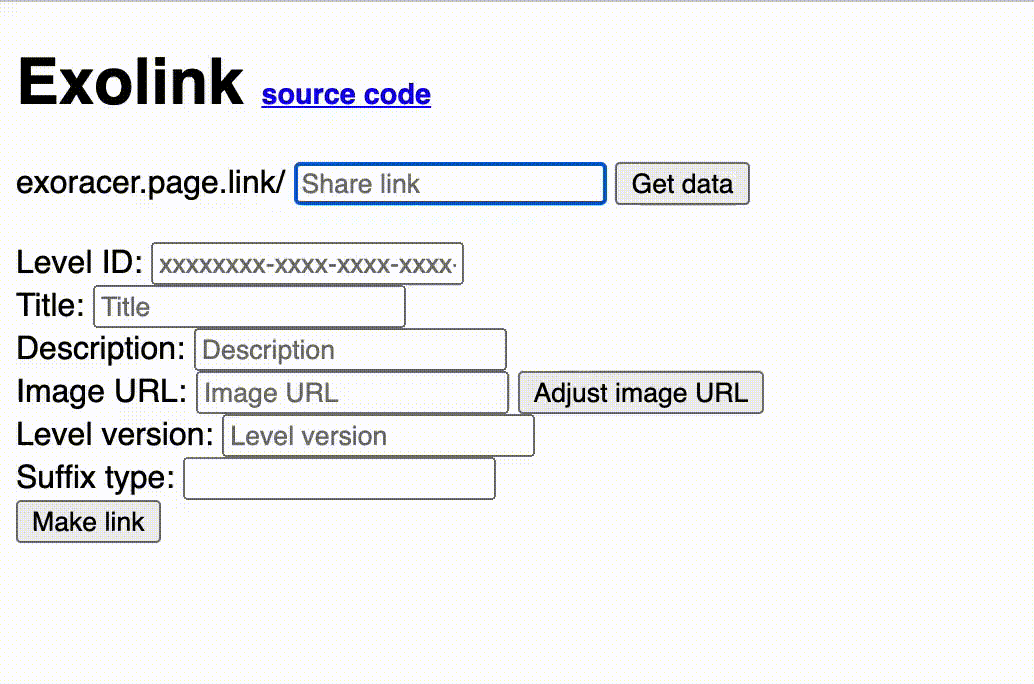 Exolink source code
exoracer.page.link/ Share link Get data
Level ID: xxxxxxxx-xxxx-xxxx-xxxx-
Title: Title
Description: Description
Image URL: Image URL Adjust image URL
Level version: Level version
Suffix type:
Make link